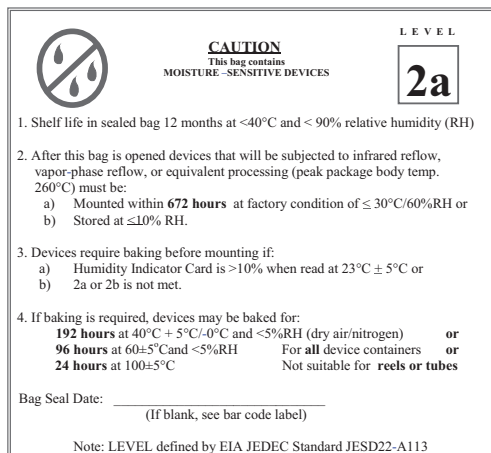 LEVEL
CAUTION
This bag contains
MOISTURE –SENSITIVE DEVICES
2a
1. Shelf life in sealed bag 12 months at <40°C and < 90% relative humidity (RH)
2. After this bag is opened devices that will be subjected to infrared reflow,
vapor-phase reflow, or equivalent processing (peak package body temp.
260°C) must be:
a) Mounted within 672 hours at factory condition of ≤ 30°C/60%RH or
b) Stored at ≤10% RH.
3. Devices require baking before mounting if:
a) Humidity Indicator Card is >10% when read at 23°C ± 5°C or
b) 2a or 2b is not met.
4. If baking is required, devices may be baked for:
192 hours at 40°C + 5°C/-0°C and <5%RH (dry air/nitrogen) or
96 hours at 60±5°Cand <5%RH For all device containers or
24 hours at 100±5°C Not suitable for reels or tubes
Bag Seal Date: ______________________________
(If blank, see bar code label)
Note: LEVEL defined by EIA JEDEC Standard JESD22-A113